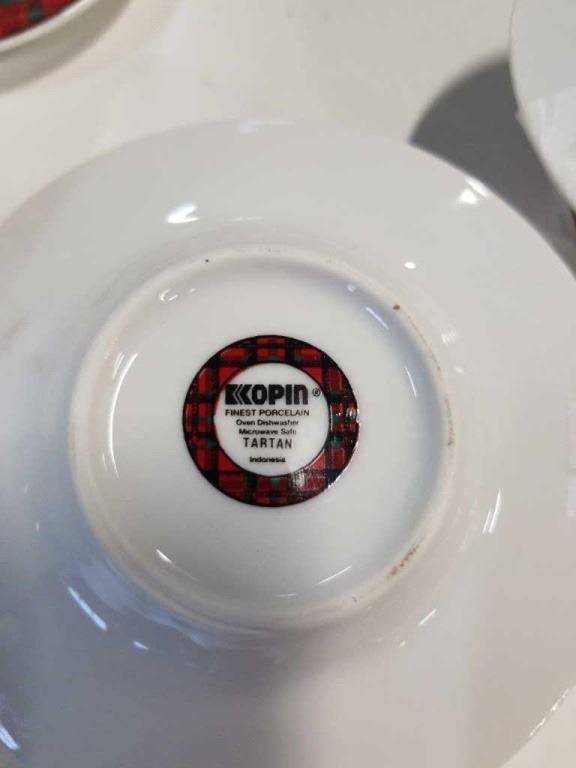 KOPIN®
FINEST PORCELAIN
Oven Dishwasher
Microwave Safe
TARTAN
Indonesia